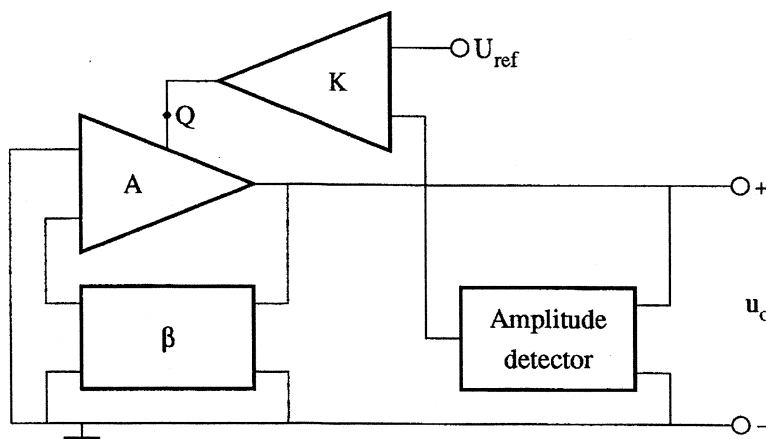 K
U_ref
Q
A
+
β
Amplitude
detector
u_o
−